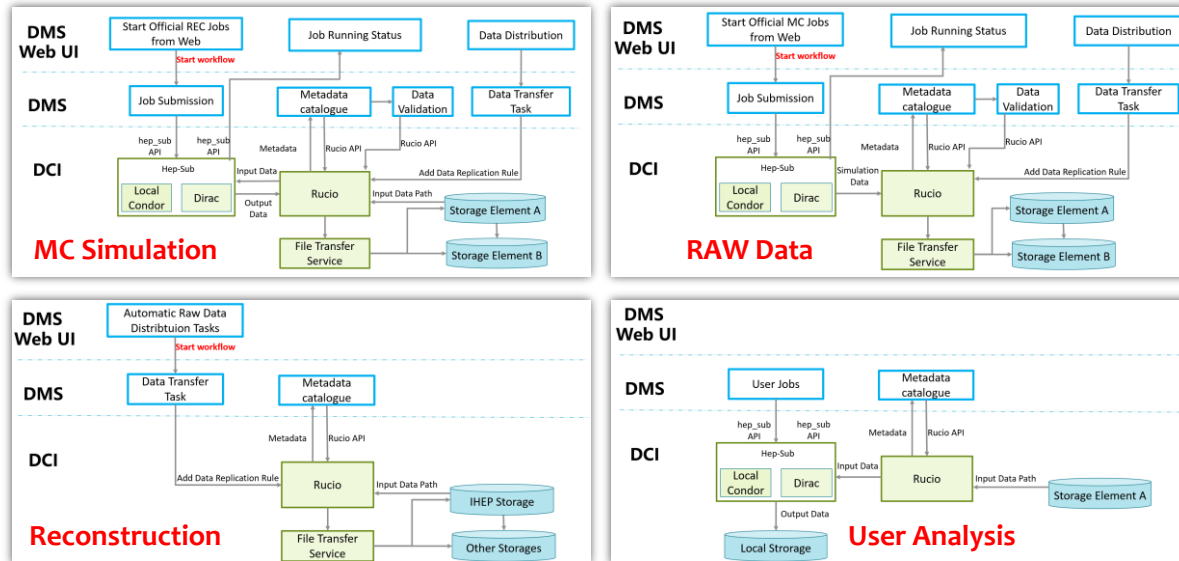 DMS
Web UI
Start Official REC Jobs
from Web
Job Running Status
Data Distribution
Start workflow
DMS
Job Submission
Metadata
catalogue
Data
Validation
Data Transfer
Task
DCI
hep_sub
API
hep_sub
API
Metadata
Rucio API
Rucio API
Hep-Sub
Local
Condor
Dirac
Input Data
Output
Data
Rucio
Add Data Replication Rule
Input Data Path
Storage Element A
File Transfer
Service
Storage Element B
MC Simulation
DMS
Web UI
Start Official MC Jobs
from Web
Job Running Status
Data Distribution
Start workflow
DMS
Job Submission
Metadata
catalogue
Data
Validation
Data Transfer
Task
DCI
hep_sub
API
hep_sub
API
Metadata
Rucio API
Rucio API
Hep-Sub
Local
Condor
Dirac
Simulation
Data
Rucio
Add Data Replication Rule
Storage Element A
File Transfer
Service
Storage Element B
RAW Data
DMS
Web UI
Automatic Raw Data
Distribtuion Tasks
Start workflow
DMS
Data Transfer
Task
Metadata
catalogue
DCI
Metadata
Rucio API
Add Data Replication Rule
Rucio
Input Data Path
IHEP Storage
File Transfer
Service
Other Storages
Reconstruction
DMS
Web UI
DMS
User Jobs
Metadata
catalogue
DCI
hep_sub
API
hep_sub
API
Metadata
Rucio API
Hep-Sub
Local
Condor
Dirac
Input Data
Rucio
Input Data Path
Storage Element A
Output Data
Local Strorage
User Analysis